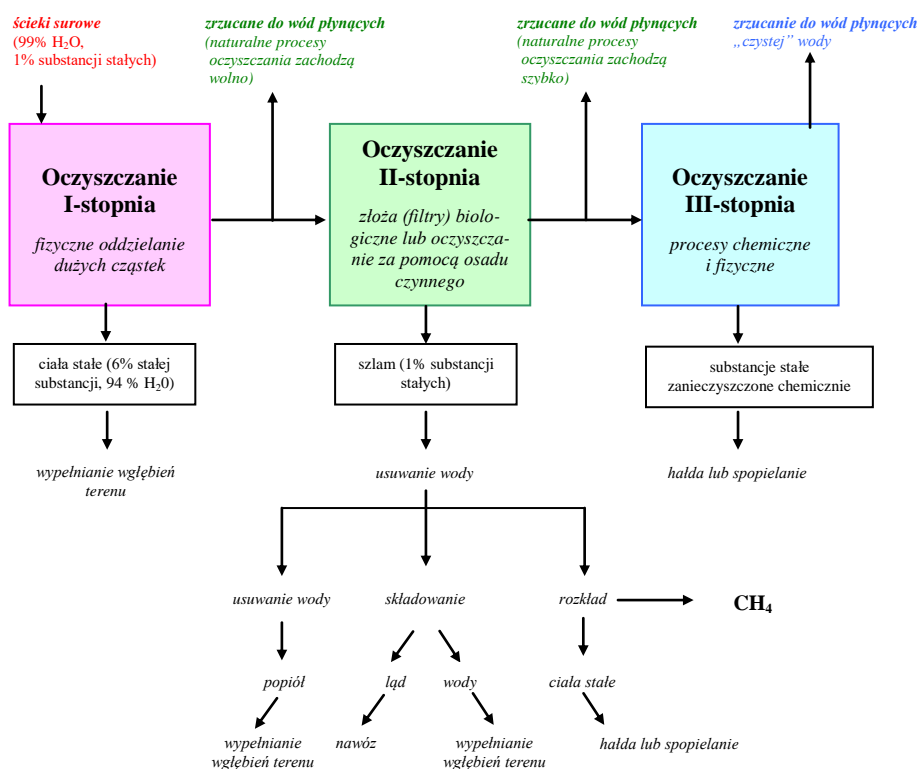 ścieki surowe
(99% H₂O,
1% substancji stałych)
zrzucane do wód płynących
(naturalne procesy
oczyszczania zachodzą
wolno)
zrzucane do wód płynących
(naturalne procesy
oczyszczania zachodzą
szybko)
zrzucanie do wód płynących
„czystej” wody
Oczyszczanie
I-stopnia
fizyczne oddzielanie
dużych cząstek
Oczyszczanie
II-stopnia
złoża (filtry) biolo-
giczne lub oczyszcza-
nie za pomocą osadu
czynnego
Oczyszczanie
III-stopnia
procesy chemiczne
i fizyczne
ciała stałe (6% stałej
substancji, 94 % H₂0)
szlam (1% substancji
stałych)
substancje stałe
zanieczyszczone chemicznie
wypełnianie wgłębień
terenu
usuwanie wody
hałda lub spopielanie
usuwanie wody
składowanie
rozkład
CH₄
popiół
ląd
wody
ciała stałe
wypełnianie
wgłębień terenu
nawóz
wypełnianie
wgłębień terenu
hałda lub spopielanie